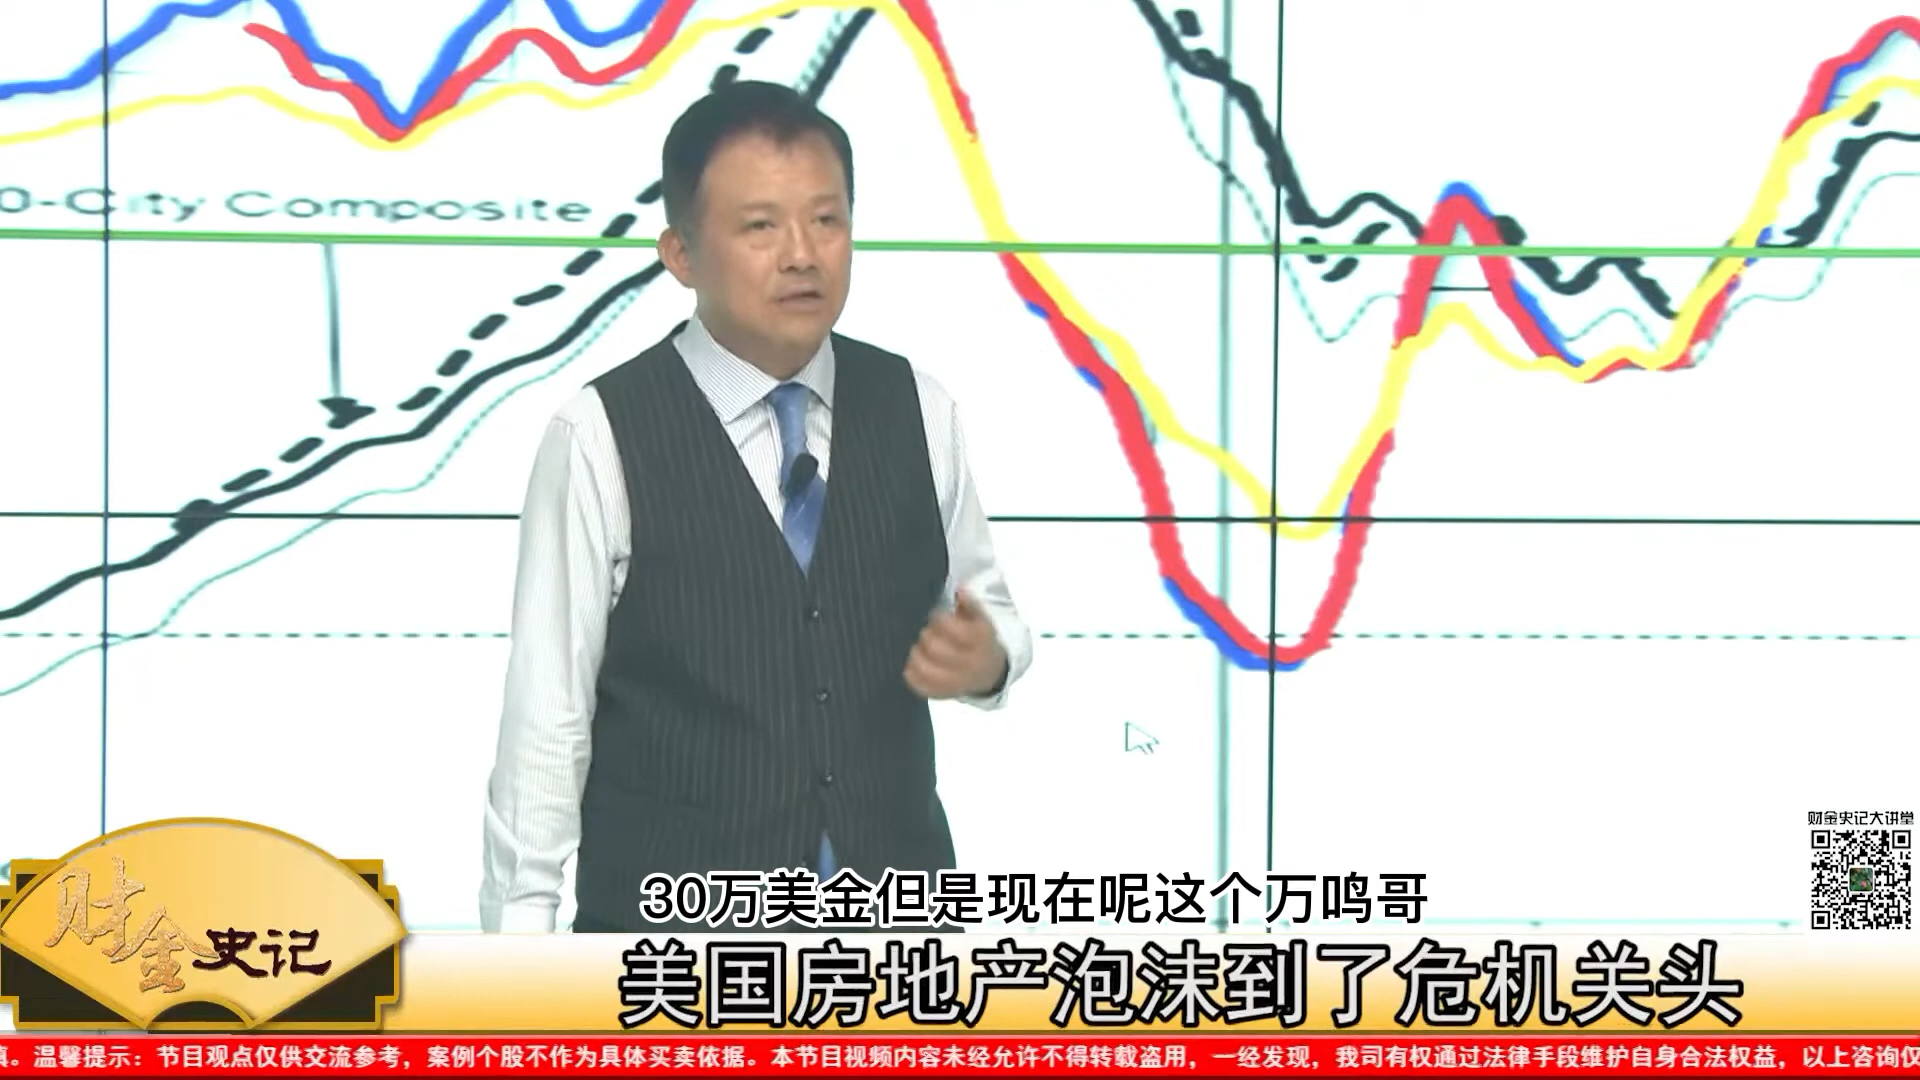 0-City Composite
财金史记大讲堂
30万美金但是现在呢这个万鸣哥
财金史记
美国房地产泡沫到了危机关头
。温馨提示：节目观点仅供交流参考，案例个股不作为具体买卖依据。本节目视频内容未经允许不得转载盗用，一经发现，我司有权通过法律手段维护自身合法权益，以上咨询仅